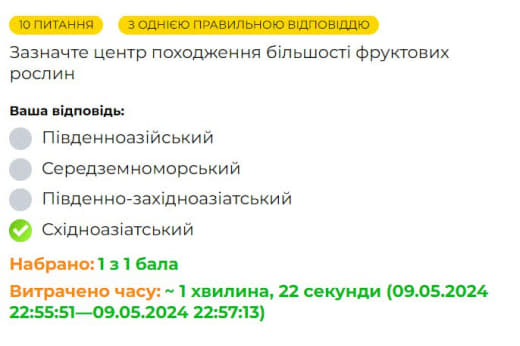 10 ПИТАННЯ З ОДНІЄЮ ПРАВИЛЬНОЮ ВІДПОВІДДЮ
Зазначте центр походження більшості фруктових
рослин
Ваша відповідь:
Південноазійський
Середземноморський
Південно-західноазіатський
Східноазіатський
Набрано: 1 з 1 бала
Витрачено часу: ~ 1 хвилина, 22 секунди (09.05.2024
22:55:51—09.05.2024 22:57:13)